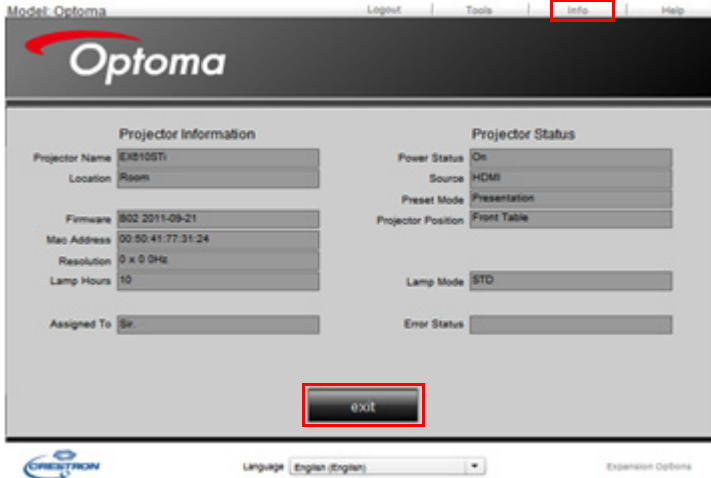 Model: Optoma Logout Tools Info Help
Optoma
Projector Information Projector Status
Projector Name EX610STi Power Status On
Location Room Source HDMI
Preset Mode Presentation
Firmware B02 2011-09-21 Projector Position Front Table
Mac Address 00:50:41:77:31:24
Resolution 0 x 0 0Hz
Lamp Hours 10 Lamp Mode STD
Assigned To Sir. Error Status
exit
CRESTRON Language English (English) Expansion Options